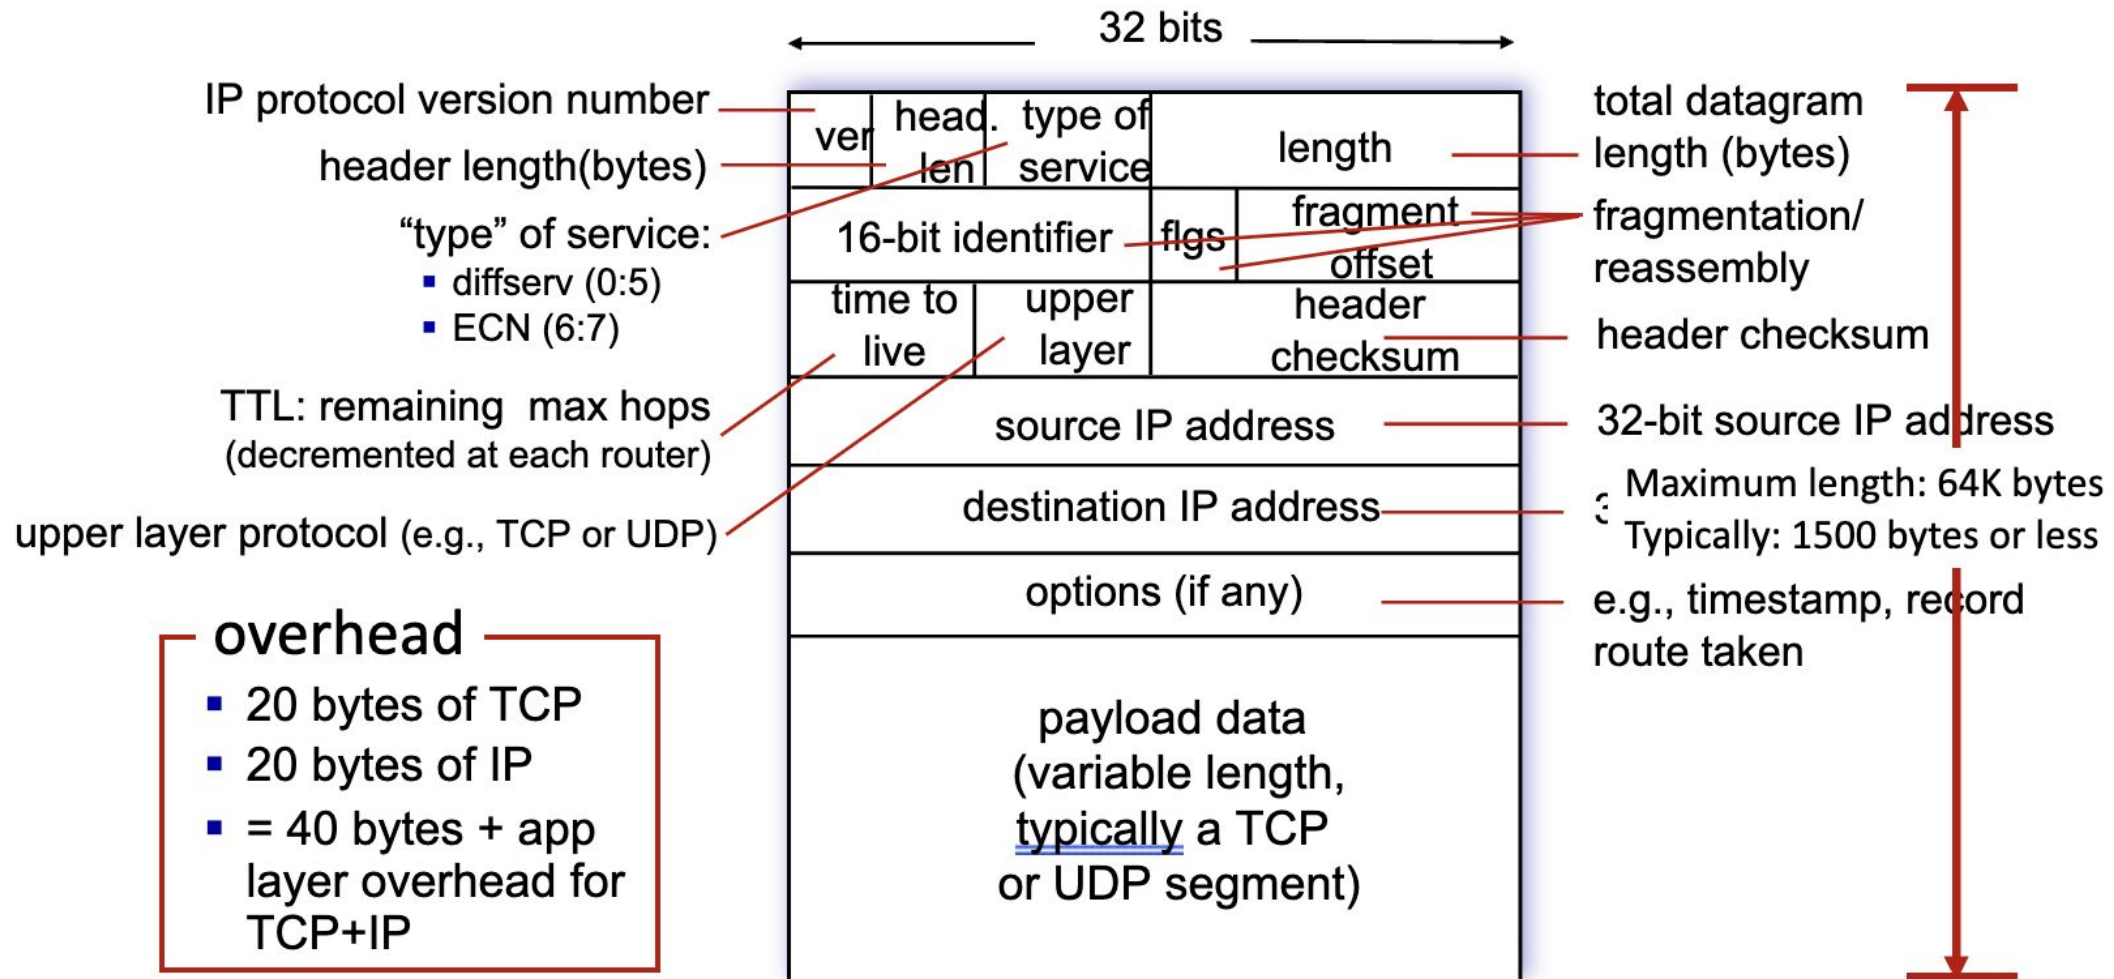 32 bits
IP protocol version number
header length(bytes)
“type” of service:
▪ diffserv (0:5)
▪ ECN (6:7)
TTL: remaining max hops
(decremented at each router)
upper layer protocol (e.g., TCP or UDP)
overhead
▪ 20 bytes of TCP
▪ 20 bytes of IP
▪ = 40 bytes + app
layer overhead for
TCP+IP
ver
head.
len
type of
service
length
16-bit identifier
flgs
fragment
offset
time to
live
upper
layer
header
checksum
source IP address
destination IP address
options (if any)
payload data
(variable length,
typically a TCP
or UDP segment)
total datagram
length (bytes)
fragmentation/
reassembly
header checksum
32-bit source IP address
Maximum length: 64K bytes
Typically: 1500 bytes or less
e.g., timestamp, record
route taken